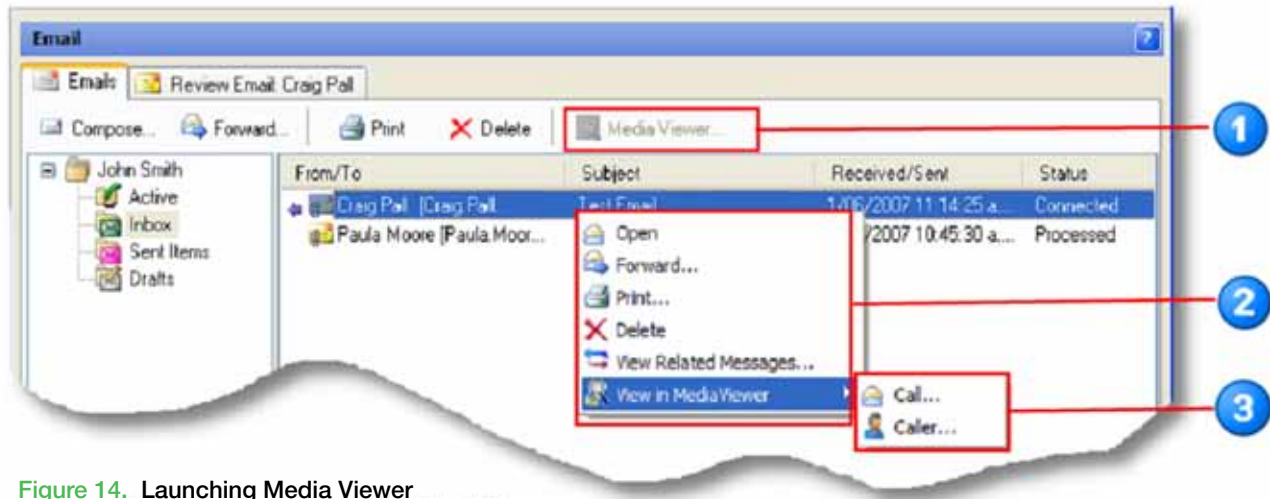 Email
?
Emails Review Email: Craig Pall
Compose... Forward... Print Delete Media Viewer...
1
John Smith
Active
Inbox
Sent Items
Drafts
From/To Subject Received/Sent Status
Craig Pall [Craig.Pall Test Email 1/06/2007 11:14:25 a.... Connected
Paula Moore [Paula.Moor... /2007 10:45:30 a.... Processed
Open
Forward...
Print...
Delete
View Related Messages...
View in MediaViewer
2
Call...
Caller...
3
Figure 14. Launching Media Viewer